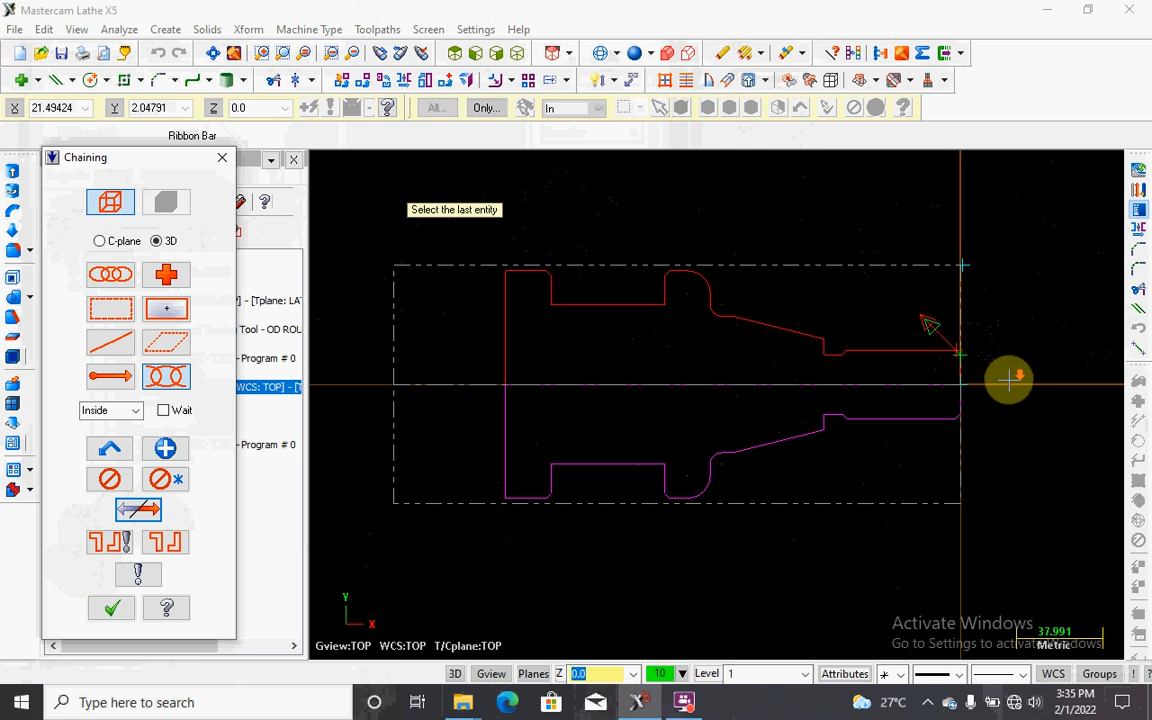 Mastercam Lathe X5
File Edit View Analyze Create Solids Xform Machine Type Toolpaths Screen Settings Help
X 21.49424 Y 2.04791 Z 0.0 All... Only... In
Ribbon Bar
Chaining
C-plane 3D
Inside Wait
Select the last entity
P] - [Tplane: LA
Tool - OD ROU
- Program # 0
WCS: TOP] - [T
- Program # 0
Y
X
Gview:TOP WCS:TOP T/Cplane:TOP
Activate Windows
Go to Settings to activate Windows.
37.991
Metric
3D Gview Planes Z 0.0 10 Level 1 Attributes WCS Groups
Type here to search
27°C
3:35 PM
2/1/2022